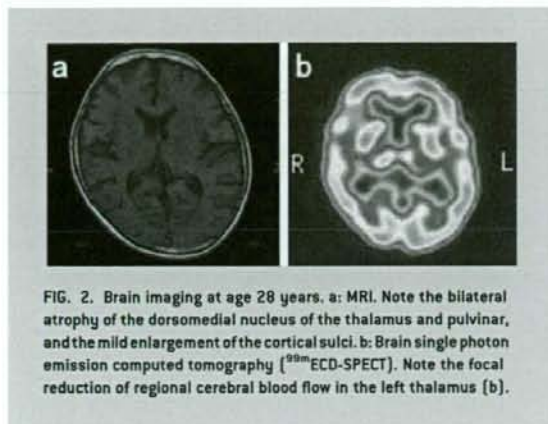 a
b
R
L
FIG. 2. Brain imaging at age 28 years. a: MRI. Note the bilateral
atrophy of the dorsomedial nucleus of the thalamus and pulvinar,
and the mild enlargement of the cortical sulci. b: Brain single photon
emission computed tomography (⁹⁹ᵐECD-SPECT). Note the focal
reduction of regional cerebral blood flow in the left thalamus (b).